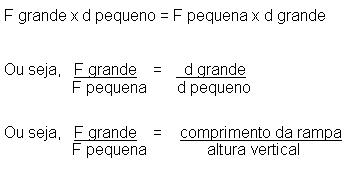 F grande x d pequeno = F pequena x d grande
Ou seja, F grande = d grande
F pequena d pequeno
Ou seja, F grande = comprimento da rampa
F pequena altura vertical